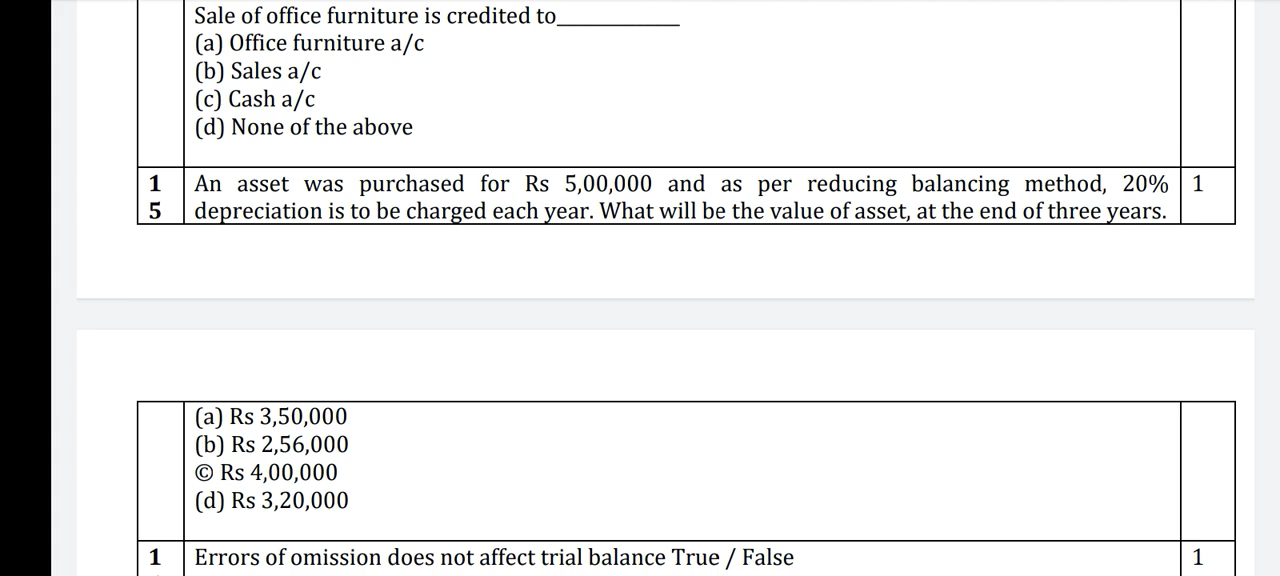 Sale of office furniture is credited to______________
(a) Office furniture a/c
(b) Sales a/c
(c) Cash a/c
(d) None of the above
1 An asset was purchased for Rs 5,00,000 and as per reducing balancing method, 20% 1
5 depreciation is to be charged each year. What will be the value of asset, at the end of three years.
(a) Rs 3,50,000
(b) Rs 2,56,000
© Rs 4,00,000
(d) Rs 3,20,000
1 Errors of omission does not affect trial balance True / False 1